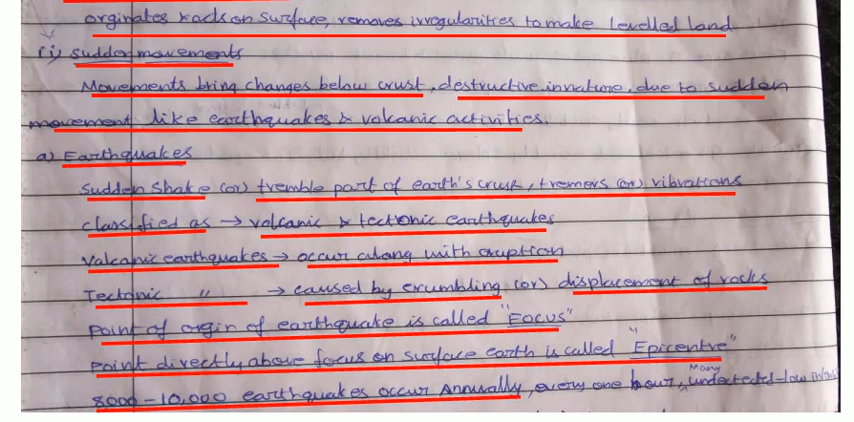 orginates rocks on surface, removes irregularities to make levelled land
(i) sudden movements
Movements bring changes below crust, destructive in nature, due to sudden
movement like earthquakes & volcanic activities.
a) Earthquakes
Sudden shake (or) tremble part of earth's crust, tremers (or) vibrations
classified as → volcanic & tectonic earthquakes
Valcanic earthquakes → occur along with eruption
Tectonic " → caused by crumbling (or) displacement of rocks
point of orgin of earthquake is called "FOCUS"
point directly above focus on surface earth is called "Epicentre"
8000-10,000 earthquakes occur Annually, every one hour, Many undected-low